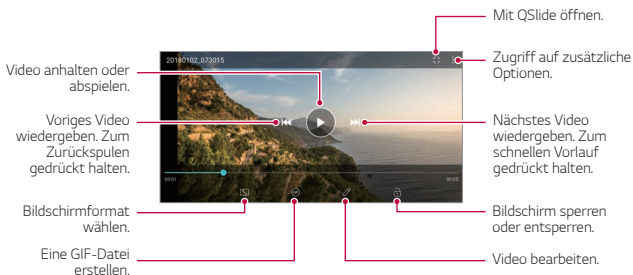 Mit QSlide öffnen.
20180102_073015
Zugriff auf zusätzliche
Optionen.
Video anhalten oder
abspielen.
Voriges Video
wiedergeben. Zum
Zurückspulen
gedrückt halten.
Nächstes Video
wiedergeben. Zum
schnellen Vorlauf
gedrückt halten.
00:01
00:05
GIF
Bildschirmformat
wählen.
Bildschirm sperren
oder entsperren.
Eine GIF-Datei
erstellen.
Video bearbeiten.